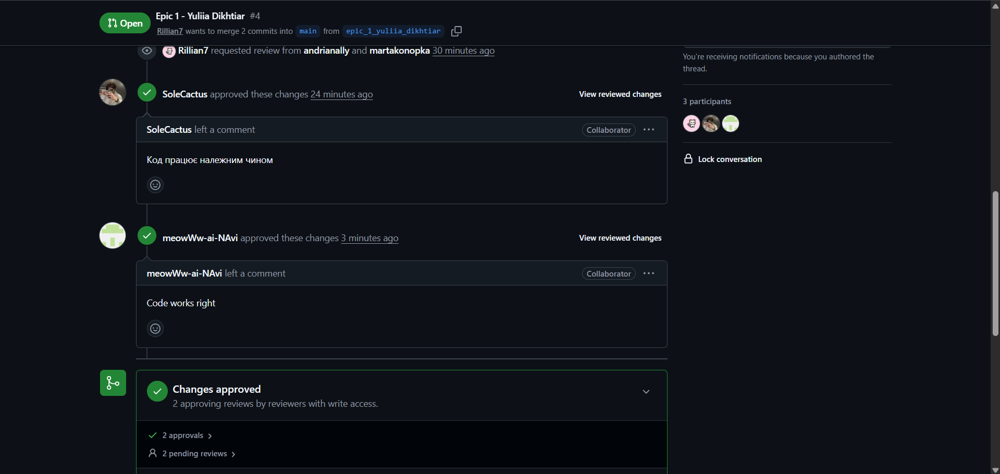 Open
Epic 1 - Yuliia Dikhtiar #4
Rillian7 wants to merge 2 commits into main from epic_1_yuliia_dikhtiar
Rillian7 requested review from andrianally and martakonopka 30 minutes ago
SoleCactus approved these changes 24 minutes ago
View reviewed changes
SoleCactus left a comment
Collaborator
Код працює належним чином
meowWw-ai-NAvi approved these changes 3 minutes ago
View reviewed changes
meowWw-ai-NAvi left a comment
Collaborator
Code works right
Changes approved
2 approving reviews by reviewers with write access.
2 approvals
2 pending reviews
You're receiving notifications because you authored the
thread.
3 participants
Lock conversation